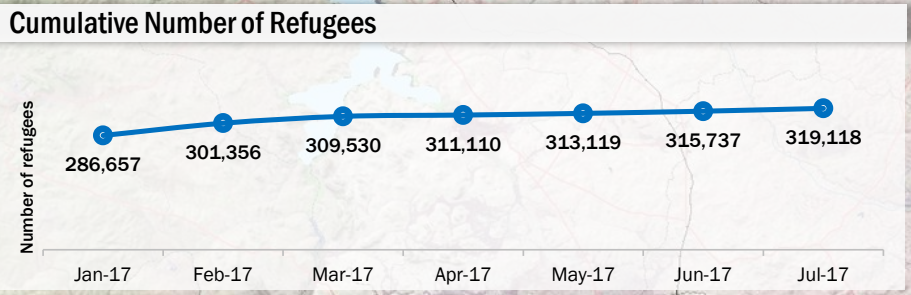 Cumulative Number of Refugees
Number of refugees
286,657
301,356
309,530
311,110
313,119
315,737
319,118
Jan-17
Feb-17
Mar-17
Apr-17
May-17
Jun-17
Jul-17